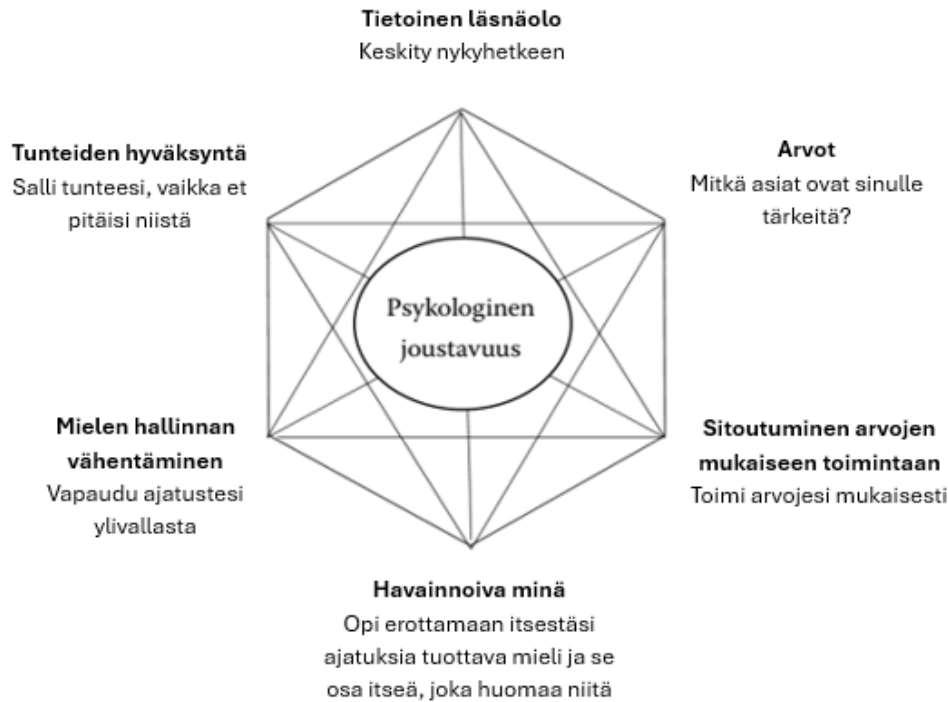 Tietoinen läsnäolo
Keskity nykyhetkeen
Tunteiden hyväksyntä
Salli tunteesi, vaikka et
pitäisi niistä
Arvot
Mitkä asiat ovat sinulle
tärkeitä?
Psykologinen
joustavuus
Mielen hallinnan
vähentäminen
Vapaudu ajatustesi
ylivallasta
Sitoutuminen arvojen
mukaiseen toimintaan
Toimi arvojesi mukaisesti
Havainnoiva minä
Opi erottamaan itsestäsi
ajatuksia tuottava mieli ja se
osa itseä, joka huomaa niitä